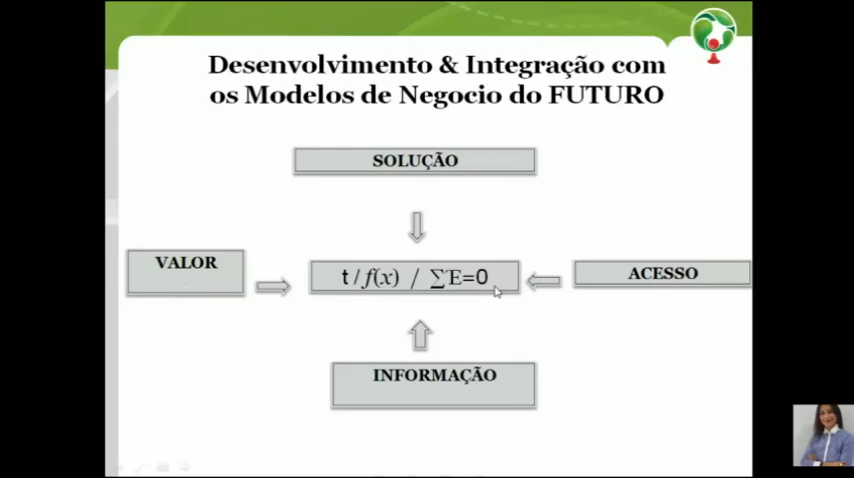 Desenvolvimento & Integração com
os Modelos de Negocio do FUTURO
SOLUÇÃO
VALOR
t / f(x) / ∑E=0
ACESSO
INFORMAÇÃO